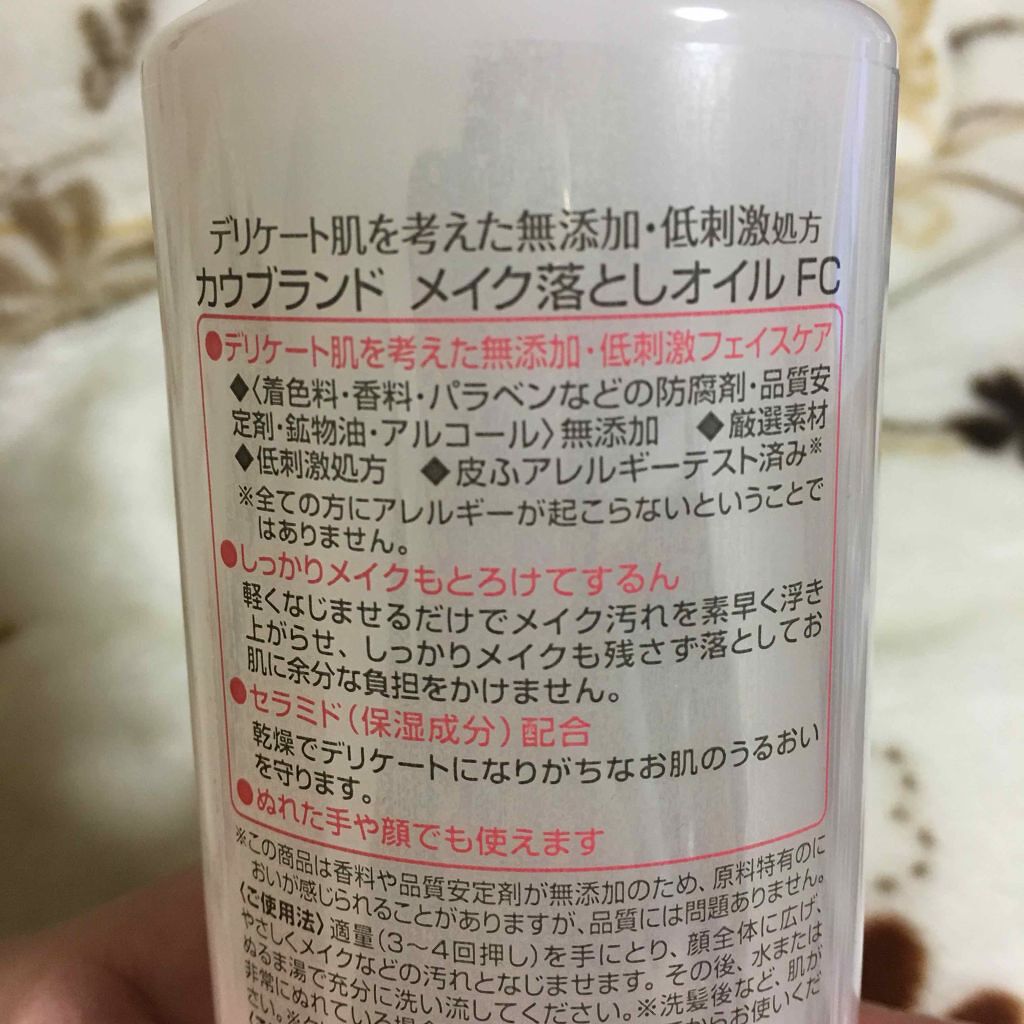 デリケート肌を考えた無添加・低刺激処方
カウブランド メイク落としオイル FC
●デリケート肌を考えた無添加・低刺激フェイスケア
◆〈着色料・香料・パラベンなどの防腐剤・品質安
定剤・鉱物油・アルコール〉無添加 ◆厳選素材
◆低刺激処方 ◆皮ふアレルギーテスト済み※
※全ての方にアレルギーが起こらないということで
はありません。
●しっかりメイクもとろけてするん
軽くなじませるだけでメイク汚れを素早く浮き
上がらせ、しっかりメイクも残さず落としてお
肌に余分な負担をかけません。
●セラミド（保湿成分）配合
乾燥でデリケートになりがちなお肌のうるおい
を守ります。
●ぬれた手や顔でも使えます
※この商品は香料や品質安定剤が無添加のため、原料特有のに
おいが感じられることがありますが、品質には問題ありません。
〈ご使用法〉適量（3〜4回押し）を手にとり、顔全体に広げ、
やさしくメイクなどの汚れとなじませます。その後、水または
ぬるま湯で充分に洗い流してください。※洗髪後など、肌が
非常にぬれている場合
からお使いくだ
さい。